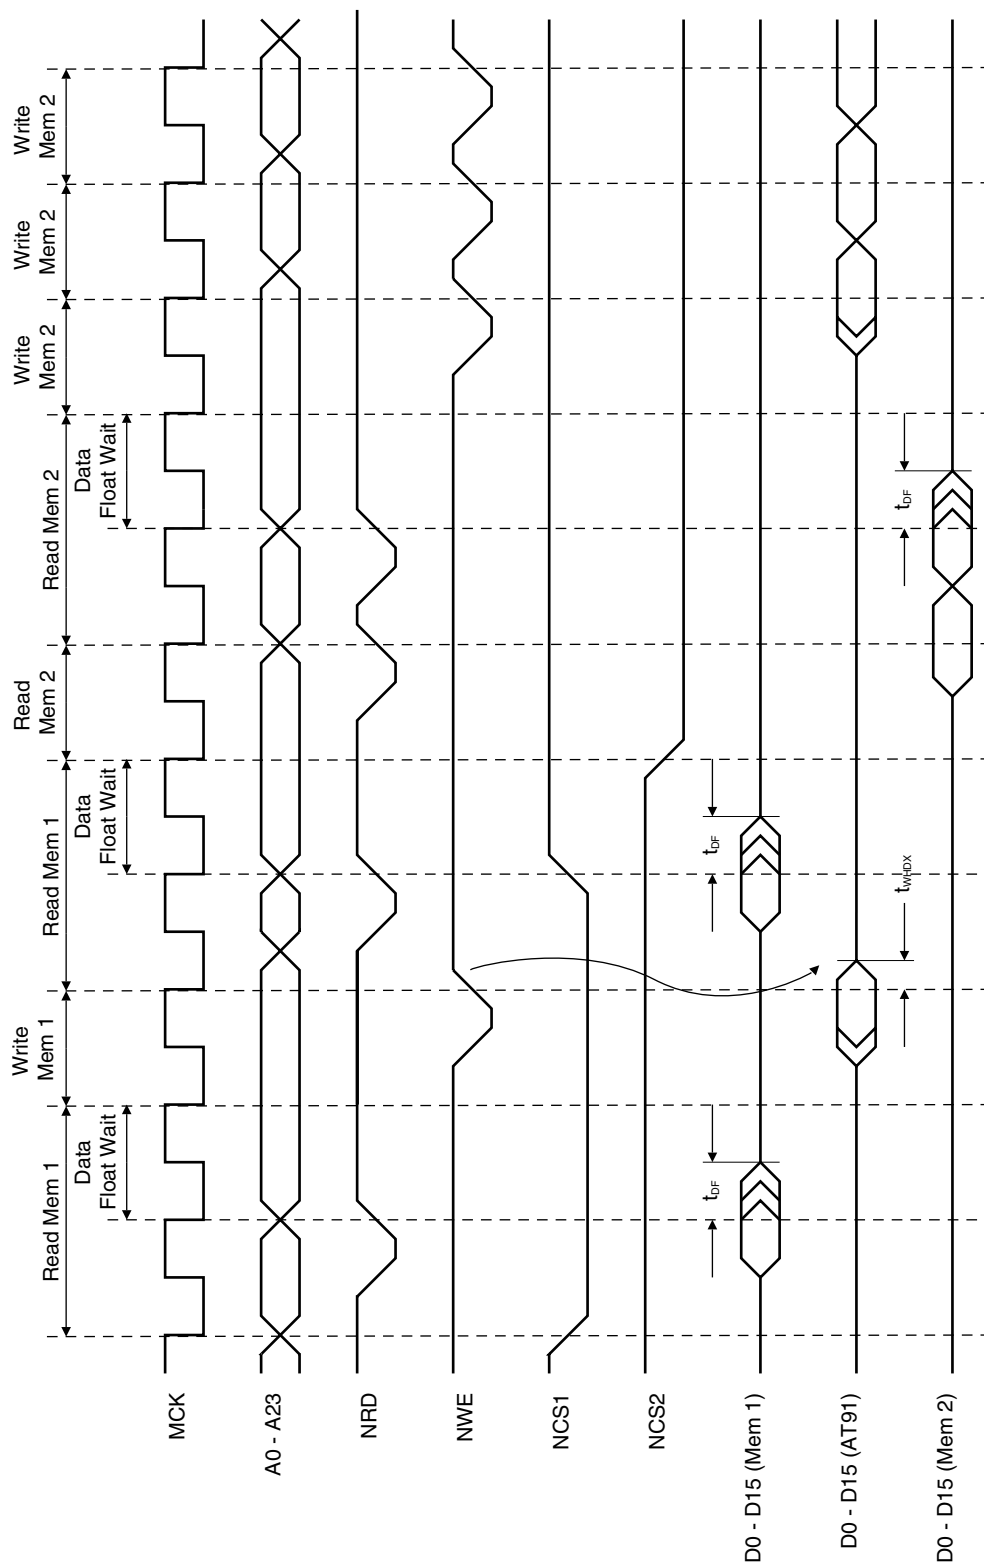 Read Mem 1
Write
Mem 1
Read Mem 1
Read
Mem 2
Read Mem 2
Write
Mem 2
Write
Mem 2
Write
Mem 2
Data
Float Wait
Data
Float Wait
Data
Float Wait
MCK
A0 - A23
NRD
NWE
NCS1
NCS2
tDF
tDF
D0 - D15 (Mem 1)
D0 - D15 (AT91)
tWHDX
tDF
D0 - D15 (Mem 2)